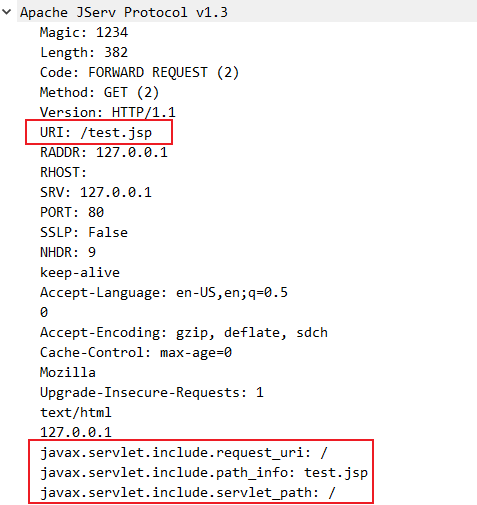 Apache JServ Protocol v1.3
Magic: 1234
Length: 382
Code: FORWARD REQUEST (2)
Method: GET (2)
Version: HTTP/1.1
URI: /test.jsp
RADDR: 127.0.0.1
RHOST:
SRV: 127.0.0.1
PORT: 80
SSLP: False
NHDR: 9
keep-alive
Accept-Language: en-US,en;q=0.5
0
Accept-Encoding: gzip, deflate, sdch
Cache-Control: max-age=0
Mozilla
Upgrade-Insecure-Requests: 1
text/html
127.0.0.1
javax.servlet.include.request_uri: /
javax.servlet.include.path_info: test.jsp
javax.servlet.include.servlet_path: /